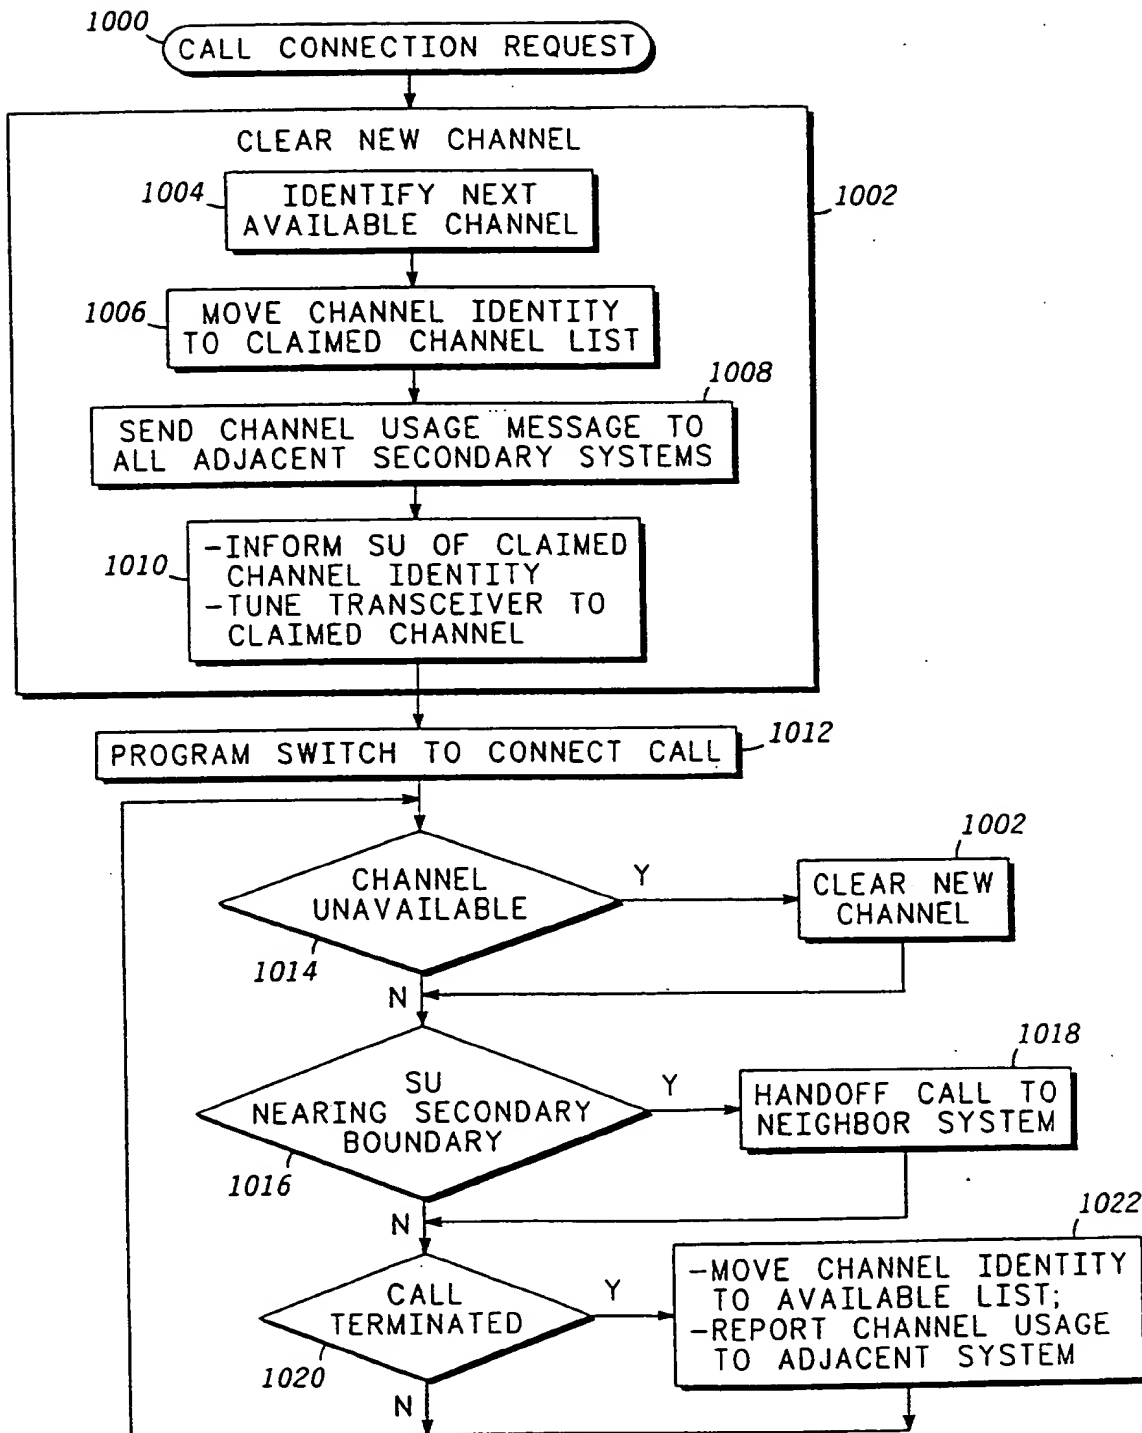 1000
CALL CONNECTION REQUEST
CLEAR NEW CHANNEL
1004
IDENTIFY NEXT
AVAILABLE CHANNEL
1002
1006
MOVE CHANNEL IDENTITY
TO CLAIMED CHANNEL LIST
1008
SEND CHANNEL USAGE MESSAGE TO
ALL ADJACENT SECONDARY SYSTEMS
1010
-INFORM SU OF CLAIMED
CHANNEL IDENTITY
-TUNE TRANSCEIVER TO
CLAIMED CHANNEL
PROGRAM SWITCH TO CONNECT CALL
1012
CHANNEL
UNAVAILABLE
1014
Y
1002
CLEAR NEW
CHANNEL
N
SU
NEARING SECONDARY
BOUNDARY
1016
Y
1018
HANDOFF CALL TO
NEIGHBOR SYSTEM
N
CALL
TERMINATED
1020
Y
1022
-MOVE CHANNEL IDENTITY
TO AVAILABLE LIST;
-REPORT CHANNEL USAGE
TO ADJACENT SYSTEM
N